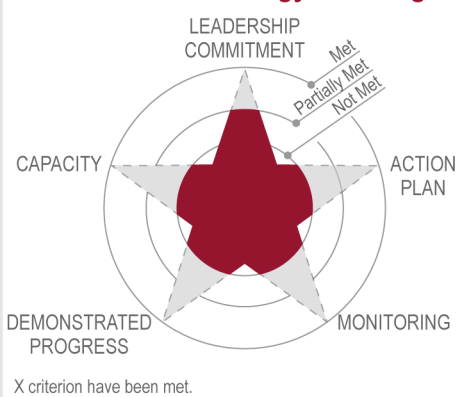 LEADERSHIP
COMMITMENT
Met
Partially Met
Not Met
CAPACITY
ACTION
PLAN
DEMONSTRATED
PROGRESS
MONITORING
X criterion have been met.